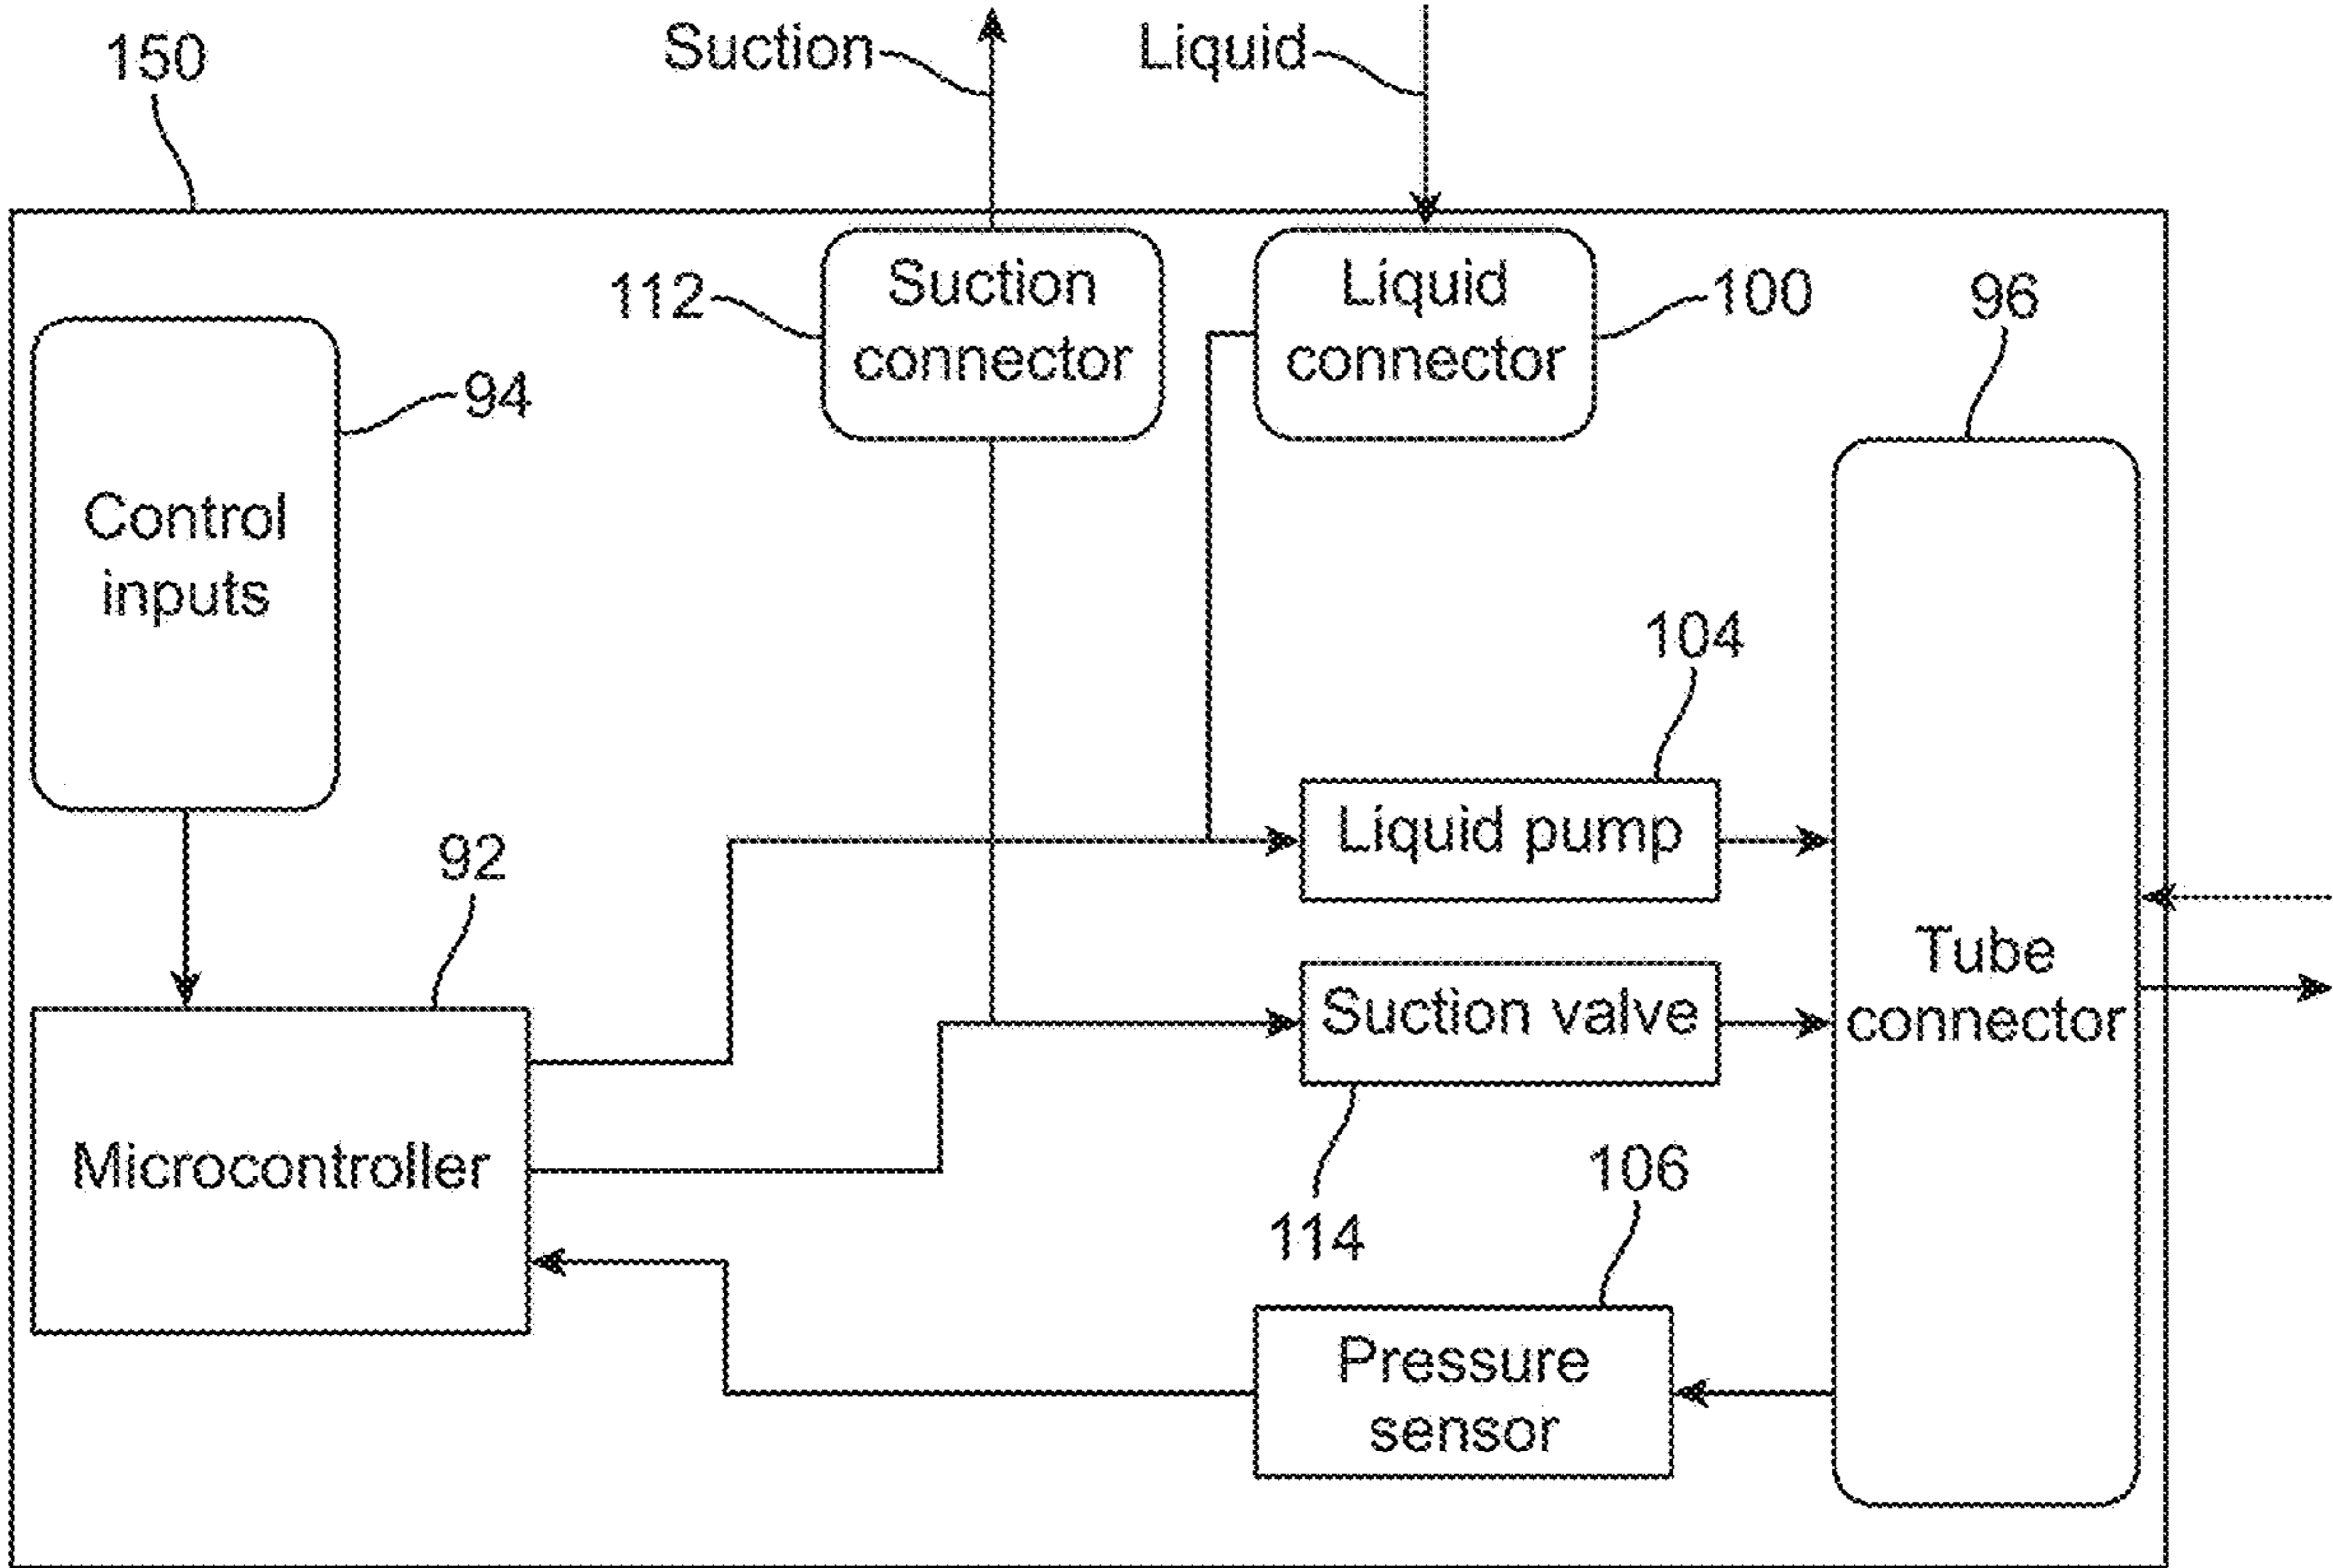 150
Suction
Liquid
112
Suction
connector
Liquid
connector
100
96
94
Control
inputs
104
Liquid pump
92
Tube
connector
Suction valve
Microcontroller
114
106
Pressure
sensor